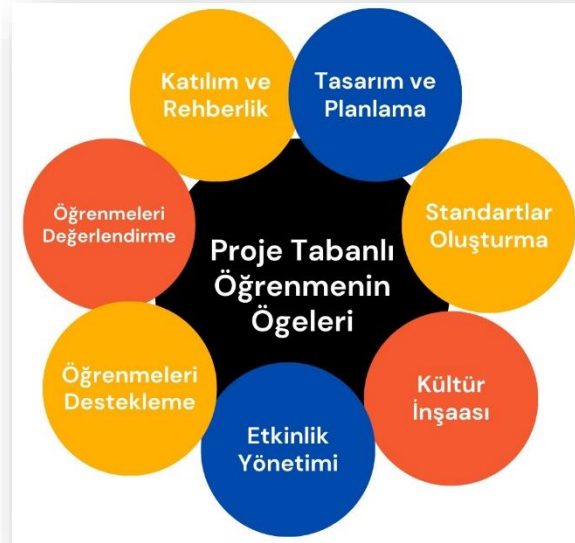 Proje Tabanlı
Öğrenmenin
Ögeleri
Tasarım ve
Planlama
Standartlar
Oluşturma
Kültür
İnşaası
Etkinlik
Yönetimi
Öğrenmeleri
Destekleme
Öğrenmeleri
Değerlendirme
Katılım ve
Rehberlik